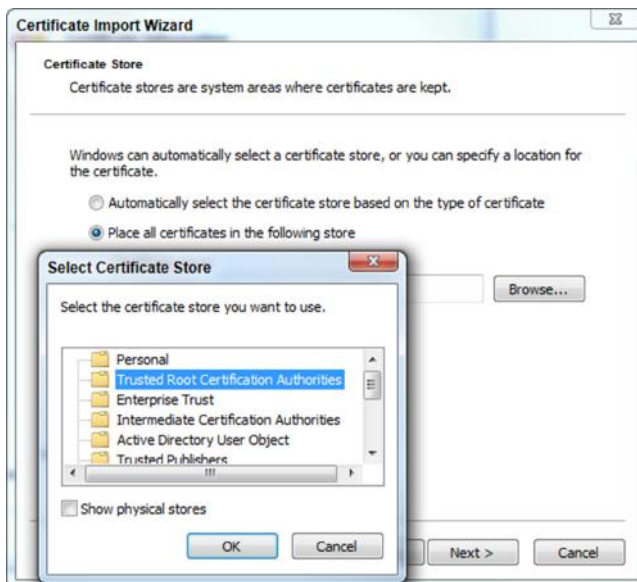 Certificate Import Wizard
Certificate Store
Certificate stores are system areas where certificates are kept.
Windows can automatically select a certificate store, or you can specify a location for
the certificate.
Automatically select the certificate store based on the type of certificate
Place all certificates in the following store
Browse...
Select Certificate Store
Select the certificate store you want to use.
Personal
Trusted Root Certification Authorities
Enterprise Trust
Intermediate Certification Authorities
Active Directory User Object
Trusted Publishers
Show physical stores
OK
Cancel
Next >
Cancel